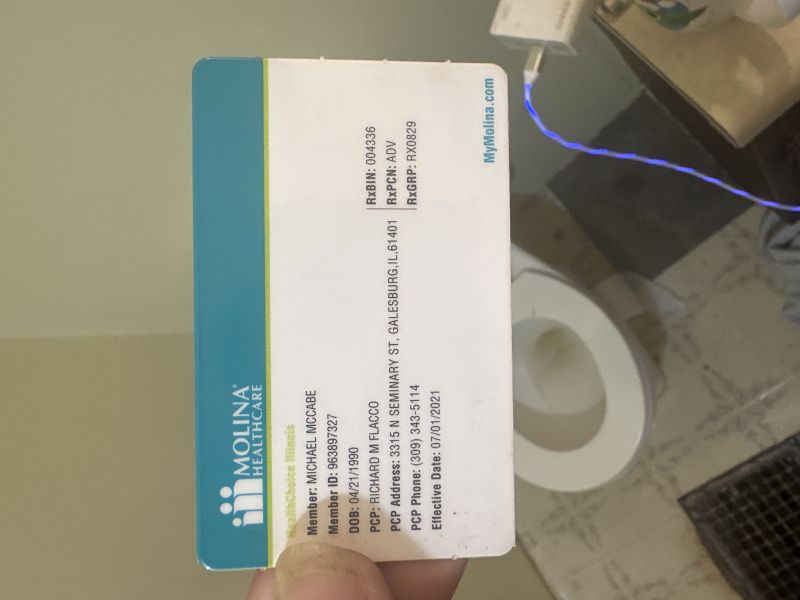 MOLINA®
HEALTHCARE
HealthChoice Illinois
Member: MICHAEL MCCABE
Member ID: 963897327
DOB: 04/21/1990
PCP: RICHARD M FLACCO
RxBIN: 004336
PCP Address: 3315 N SEMINARY ST, GALESBURG,IL,61401
RxPCN: ADV
PCP Phone: (309) 343-5114
RxGRP: RX0829
Effective Date: 07/01/2021
MyMolina.com